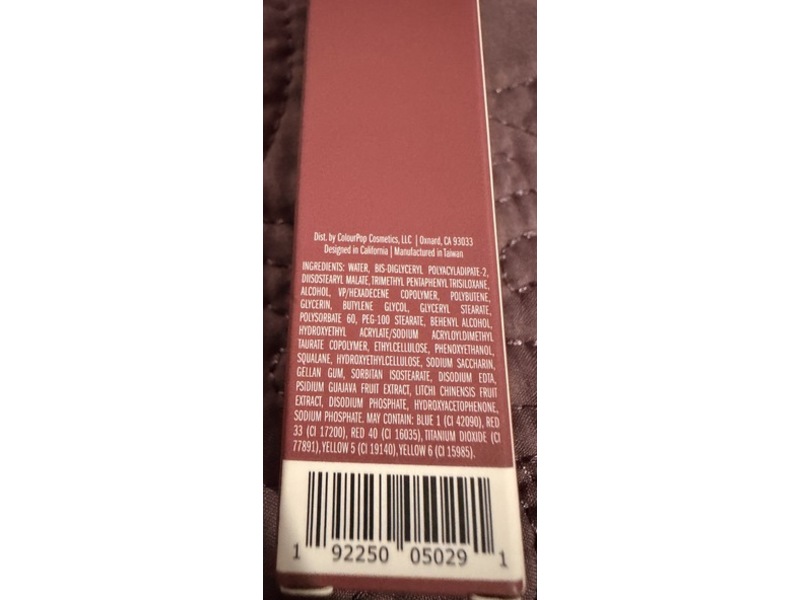 Dist. by ColourPop Cosmetics, LLC | Oxnard, CA 93033
Designed in California | Manufactured in Taiwan
INGREDIENTS: WATER, BIS-DIGLYCERYL POLYACYLADIPATE-2,
DIISOSTEARYL MALATE, TRIMETHYL PENTAPHENYL TRISILOXANE,
ALCOHOL, VP/HEXADECENE COPOLYMER, POLYBUTENE,
GLYCERIN, BUTYLENE GLYCOL, GLYCERYL STEARATE,
POLYSORBATE 60, PEG-100 STEARATE, BEHENYL ALCOHOL,
HYDROXYETHYL ACRYLATE/SODIUM ACRYLOYLDIMETHYL
TAURATE COPOLYMER, ETHYLCELLULOSE, PHENOXYETHANOL,
SQUALANE, HYDROXYETHYLCELLULOSE, SODIUM SACCHARIN,
GELLAN GUM, SORBITAN ISOSTEARATE, DISODIUM EDTA,
PSIDIUM GUAJAVA FRUIT EXTRACT, LITCHI CHINENSIS FRUIT
EXTRACT, DISODIUM PHOSPHATE, HYDROXYACETOPHENONE,
SODIUM PHOSPHATE. MAY CONTAIN: BLUE 1 (CI 42090), RED
33 (CI 17200), RED 40 (CI 16035), TITANIUM DIOXIDE (CI
77891), YELLOW 5 (CI 19140), YELLOW 6 (CI 15985).
1 92250 05029 1